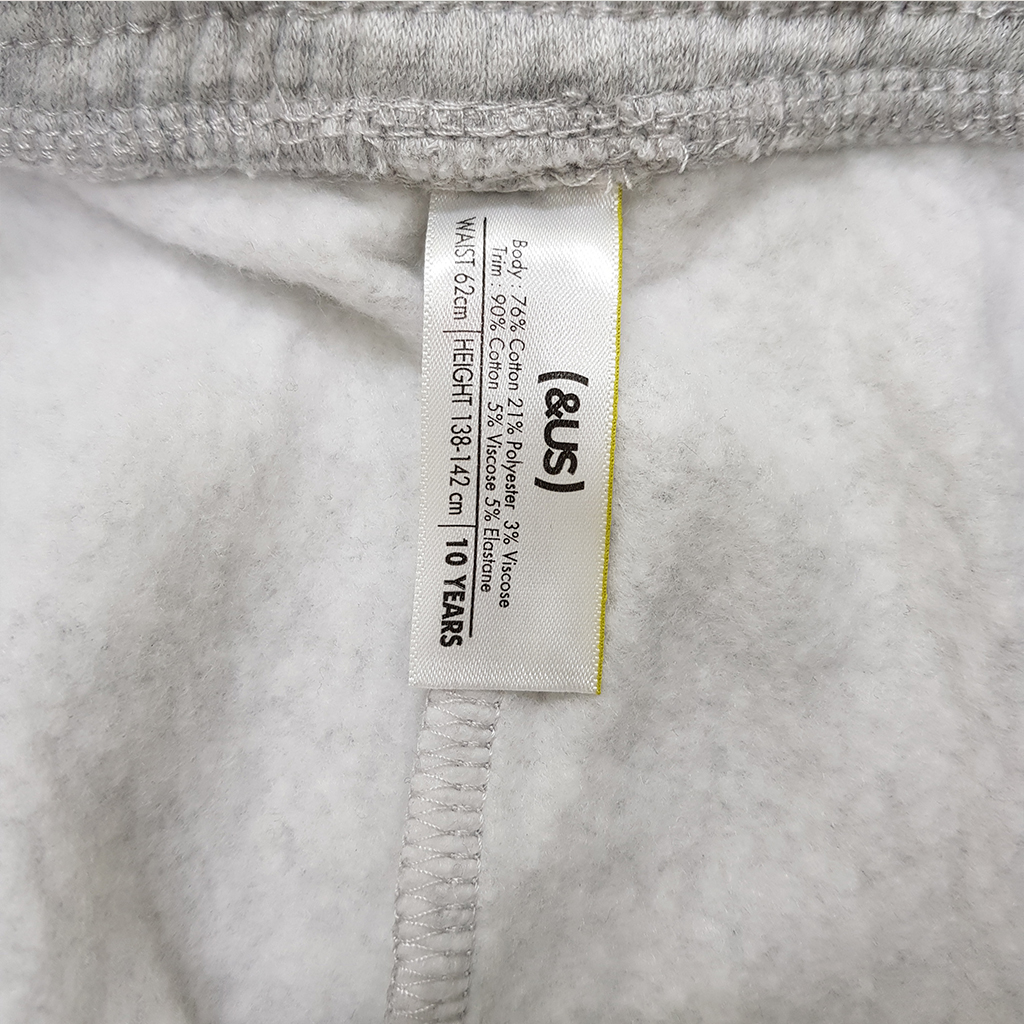 (&US)
Body : 76% Cotton 21% Polyester 3% Viscose
Trim : 90% Cotton 5% Viscose 5% Elastane
WAIST 62cm | HEIGHT 138-142 cm | 10 YEARS